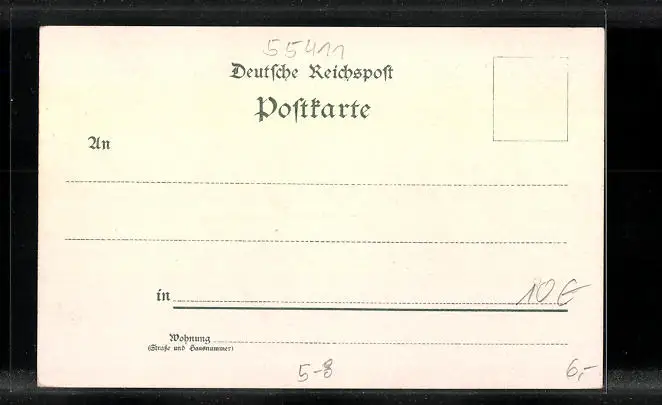 55411
Deutsche Reichspost
Postkarte
An
in 10 €
Wohnung
(Straße und Hausnummer)
5-8
6,-